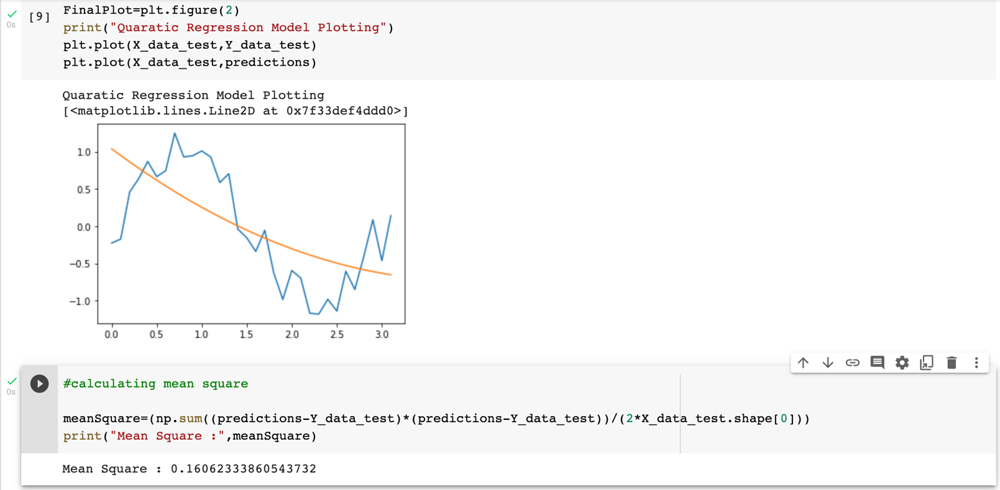 FinalPlot=plt.figure(2)
[9]
0s
print("Quaratic Regression Model Plotting")
plt.plot(X_data_test,Y_data_test)
plt.plot(X_data_test,predictions)
Quaratic Regression Model Plotting
[<matplotlib.lines.Line2D at 0x7f33def4ddd0>]
1.0
0.5
0.0
−0.5
−1.0
0.0 0.5 1.0 1.5 2.0 2.5 3.0
#calculating mean square
0s
meanSquare=(np.sum((predictions-Y_data_test)*(predictions-Y_data_test))/(2*X_data_test.shape[0]))
print("Mean Square :",meanSquare)
Mean Square : 0.16062333860543732